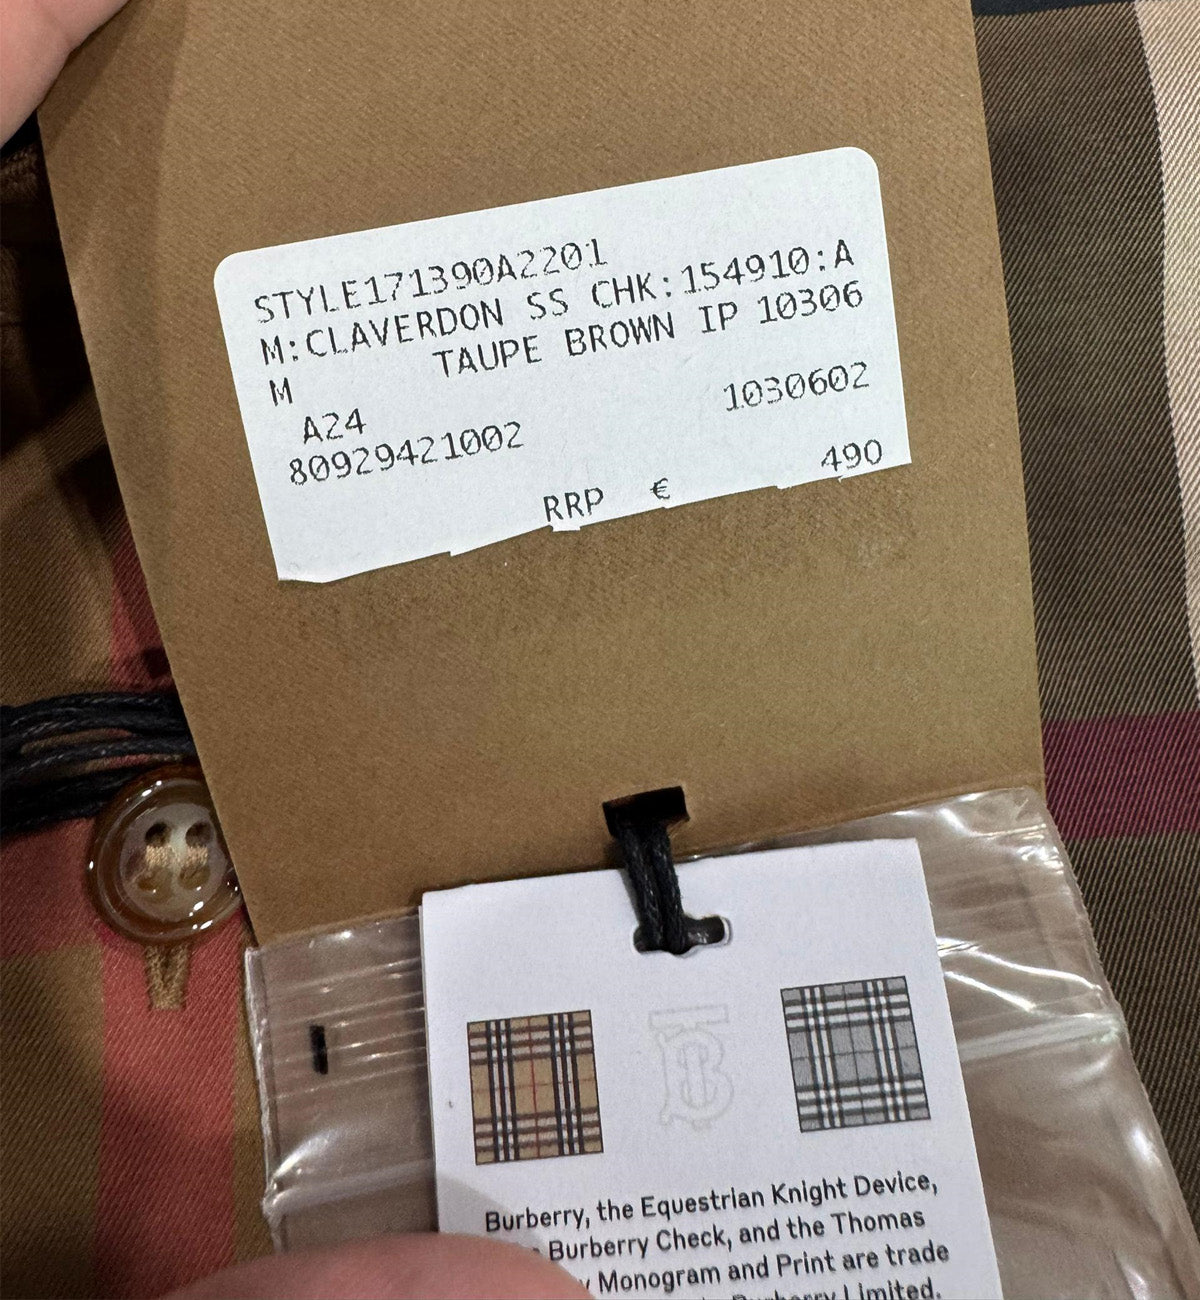 STYLE171390A2201
M:CLAVERDON SS CHK:154910:A
TAUPE BROWN IP 10306
M
A24 1030602
80929421002
RRP € 490
Burberry, the Equestrian Knight Device,
Burberry Check, and the Thomas
Monogram and Print are trade
Limited.